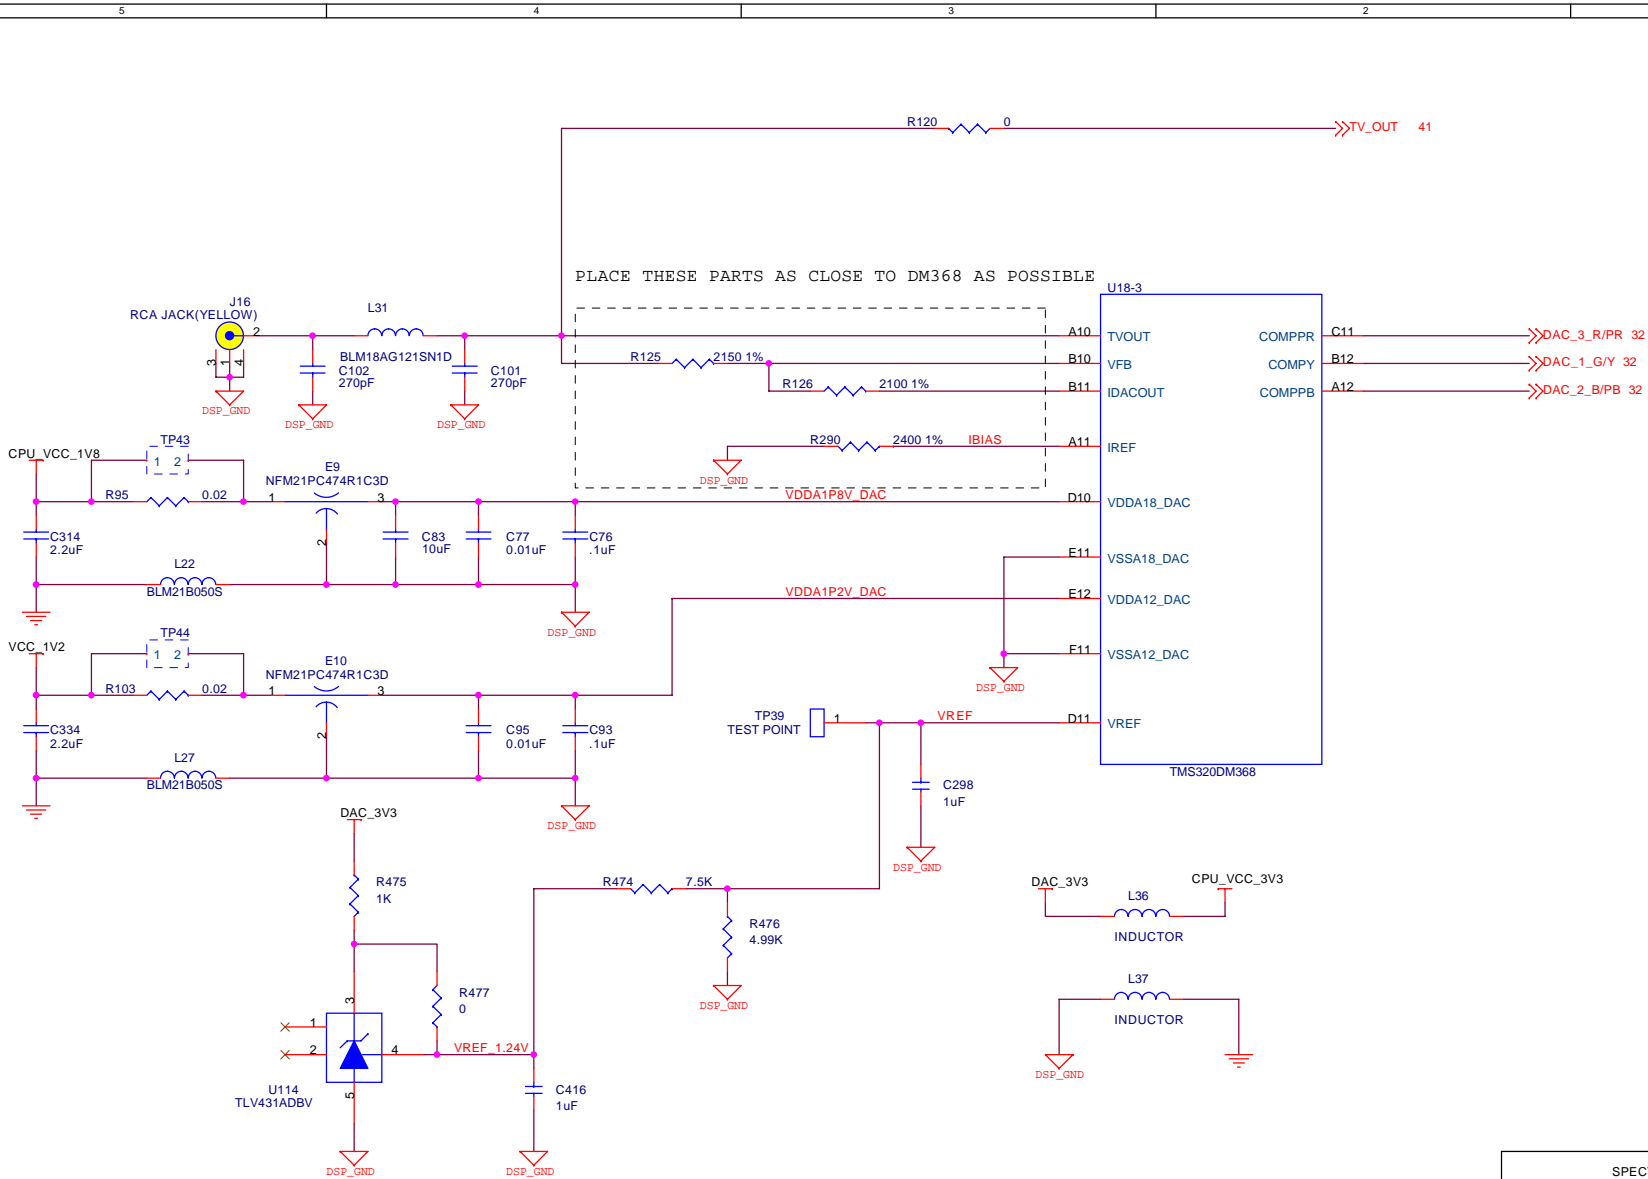 5 4 3 2
R120 0
TV_OUT 41
PLACE THESE PARTS AS CLOSE TO DM368 AS POSSIBLE
U18-3
J16
RCA JACK(YELLOW)
2
3 1 4
DSP_GND
L31
BLM18AG121SN1D
C102
270pF
DSP_GND
C101
270pF
DSP_GND
R125 2150 1%
R126 2100 1%
R290 2400 1% IBIAS
DSP_GND
A10 TVOUT
B10 VFB
B11 IDACOUT
A11 IREF
D10 VDDA18_DAC
E11 VSSA18_DAC
E12 VDDA12_DAC
F11 VSSA12_DAC
D11 VREF
COMPPR C11
COMPY B12
COMPPB A12
DAC_3_R/PR 32
DAC_1_G/Y 32
DAC_2_B/PB 32
TMS320DM368
CPU_VCC_1V8
TP43
1 2
R95 0.02
E9
NFM21PC474R1C3D
1 3
2
VDDA1P8V_DAC
C314
2.2uF
C83
10uF
C77
0.01uF
C76
.1uF
L22
BLM21B050S
DSP_GND
VDDA1P2V_DAC
VCC_1V2
TP44
1 2
R103 0.02
E10
NFM21PC474R1C3D
1 3
2
C334
2.2uF
C95
0.01uF
C93
.1uF
L27
BLM21B050S
DSP_GND
DSP_GND
TP39
TEST POINT
1
VREF
C298
1uF
DSP_GND
DAC_3V3
R475
1K
R474 7.5K
R476
4.99K
DSP_GND
R477
0
3
1
2
4
5
VREF_1.24V
U114
TLV431ADBV
C416
1uF
DSP_GND
DSP_GND
DAC_3V3
CPU_VCC_3V3
L36
INDUCTOR
L37
INDUCTOR
DSP_GND